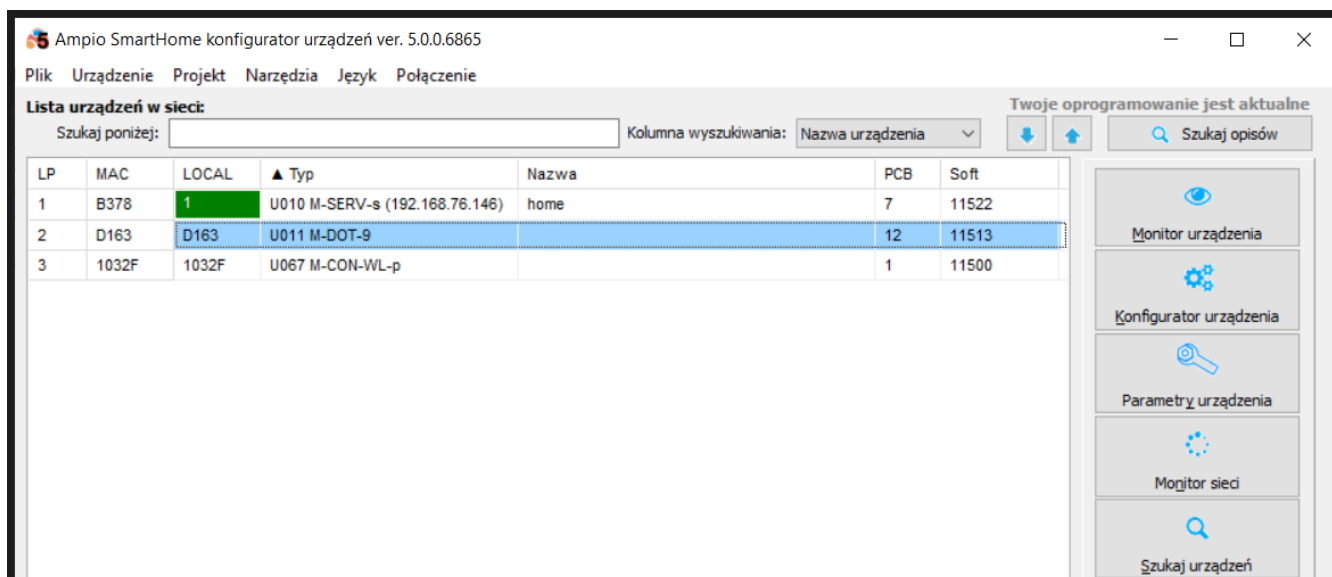 Ampio SmartHome konfigurator urządzeń ver. 5.0.0.6865
Plik Urządzenie Projekt Narzędzia Język Połączenie
Lista urządzeń w sieci: Twoje oprogramowanie jest aktualne
Szukaj poniżej: Kolumna wyszukiwania: Nazwa urządzenia Szukaj opisów
LP MAC LOCAL ▲ Typ Nazwa PCB Soft
1 B378 1 U010 M-SERV-s (192.168.76.146) home 7 11522
2 D163 D163 U011 M-DOT-9 12 11513
3 1032F 1032F U067 M-CON-WL-p 1 11500
Monitor urządzenia
Konfigurator urządzenia
Parametry urządzenia
Monitor sieci
Szukaj urządzeń